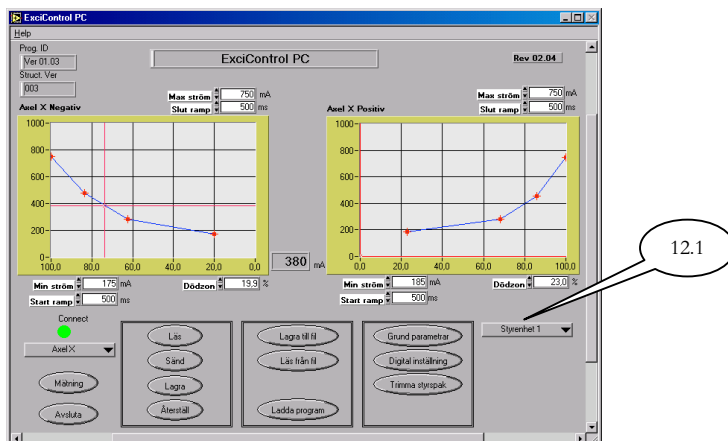 ExciControl PC
Help
Prog. ID
Ver 01.03
Struct. Ver
003
ExciControl PC
Rev 02.04
Axel X Negativ
Max ström 750 mA
Slut ramp 500 ms
Axel X Positiv
Max ström 750 mA
Slut ramp 500 ms
1000-
800-
600-
400-
200-
0-
100,0 80,0 60,0 40,0 20,0 0,0
380 mA
1000-
800-
600-
400-
200-
0-
0,0 20,0 40,0 60,0 80,0 100,0
Min ström 175 mA
Dödzon 19,9 %
Start ramp 500 ms
Min ström 185 mA
Dödzon 23,0 %
Start ramp 500 ms
12.1
Connect
Axel X
Mätning
Avsluta
Läs
Sänd
Lagra
Återställ
Lagra till fil
Läs från fil
Ladda program
Grund parametrar
Digital inställning
Trimma styrspak
Styrenhet 1